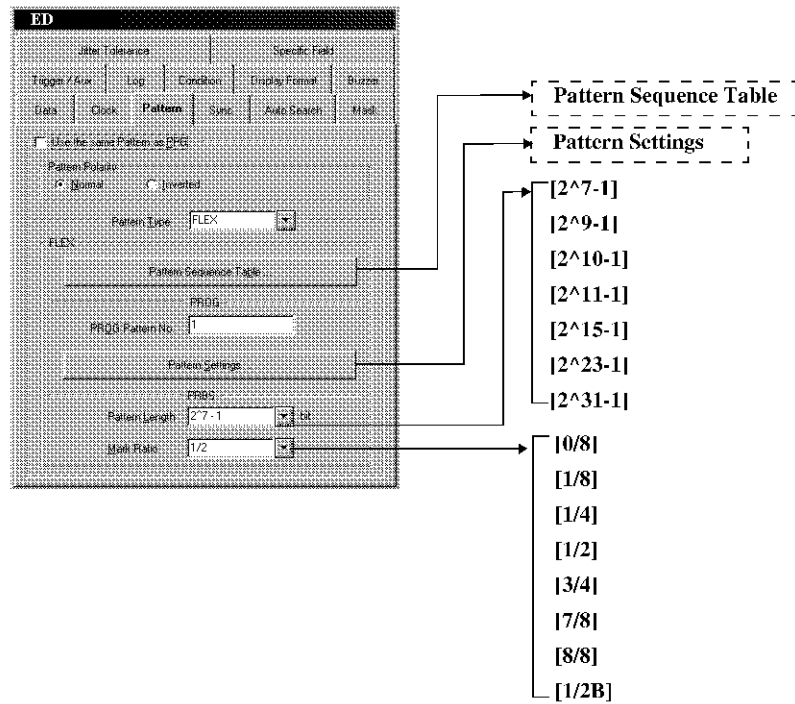 ED
Jitter Tolerance
Specific Field
Trigger / Aux
Log
Condition
Display Format
Buzzer
Data
Clock
Pattern
Sync
Auto Search
Mask
Use the same Pattern as PPG
Pattern Polarity
Normal
Inverted
Pattern Type
FLEX
FLEX
Pattern Sequence Table ...
PROG
PROG Pattern No.
1
Pattern Settings
PRBS
Pattern Length
2^7 - 1
bit
Mark Ratio
1/2
Pattern Sequence Table
Pattern Settings
[2^7-1]
[2^9-1]
[2^10-1]
[2^11-1]
[2^15-1]
[2^23-1]
[2^31-1]
[0/8]
[1/8]
[1/4]
[1/2]
[3/4]
[7/8]
[8/8]
[1/2B]